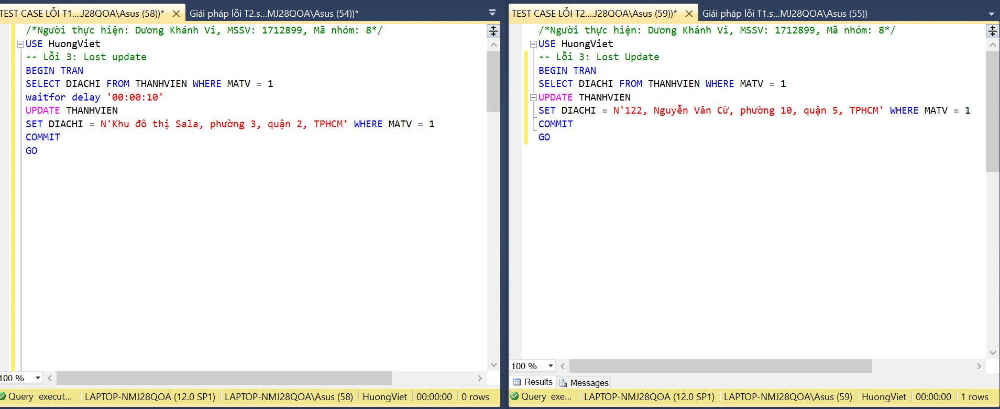 TEST CASE LỖI T1....J28QOA\Asus (58))*
Giải pháp lỗi T2.s...MJ28QOA\Asus (54))*
/*Người thực hiện: Dương Khánh Vi, MSSV: 1712899, Mã nhóm: 8*/
USE HuongViet
-- Lỗi 3: Lost update
BEGIN TRAN
SELECT DIACHI FROM THANHVIEN WHERE MATV = 1
waitfor delay '00:00:10'
UPDATE THANHVIEN
SET DIACHI = N'Khu đô thị Sala, phường 3, quận 2, TPHCM' WHERE MATV = 1
COMMIT
GO
100 %
Query execut...
LAPTOP-NMJ28QOA (12.0 SP1)
LAPTOP-NMJ28QOA\Asus (58)
HuongViet
00:00:00
0 rows
TEST CASE LỖI T2....J28QOA\Asus (59))*
Giải pháp lỗi T1.s...MJ28QOA\Asus (55))
/*Người thực hiện: Dương Khánh Vi, MSSV: 1712899, Mã nhóm: 8*/
USE HuongViet
-- Lỗi 3: Lost Update
BEGIN TRAN
SELECT DIACHI FROM THANHVIEN WHERE MATV = 1
UPDATE THANHVIEN
SET DIACHI = N'122, Nguyễn Văn Cừ, phường 10, quận 5, TPHCM' WHERE MATV = 1
COMMIT
GO
100 %
Results
Messages
Query exe...
LAPTOP-NMJ28QOA (12.0 SP1)
LAPTOP-NMJ28QOA\Asus (59)
HuongViet
00:00:00
1 rows